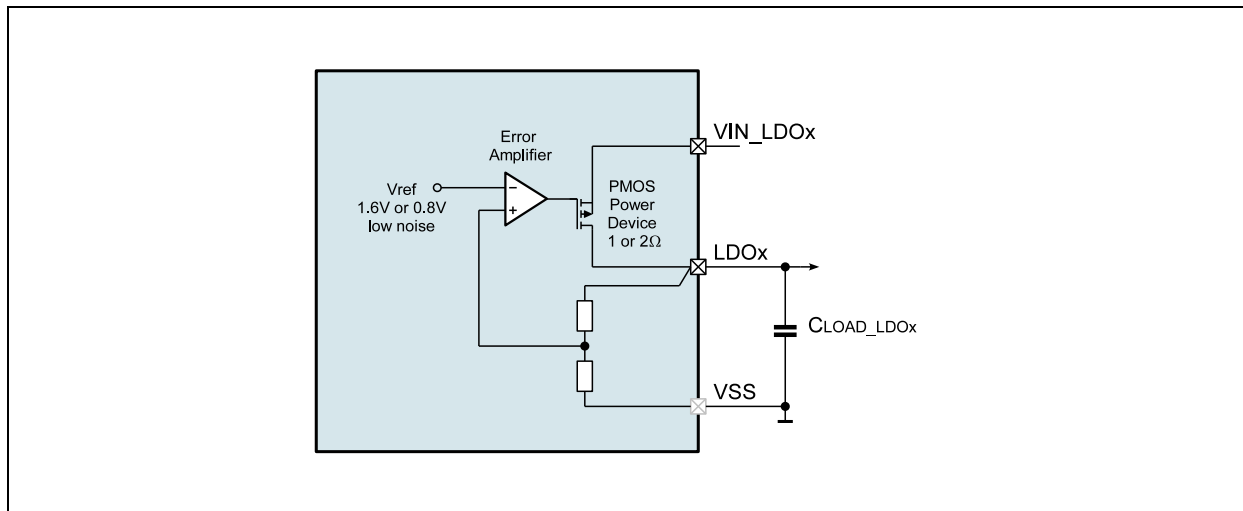 Error
Amplifier
Vref
1.6V or 0.8V
low noise
−
+
PMOS
Power
Device
1 or 2Ω
VIN_LDOx
LDOx
CLOAD_LDOx
VSS